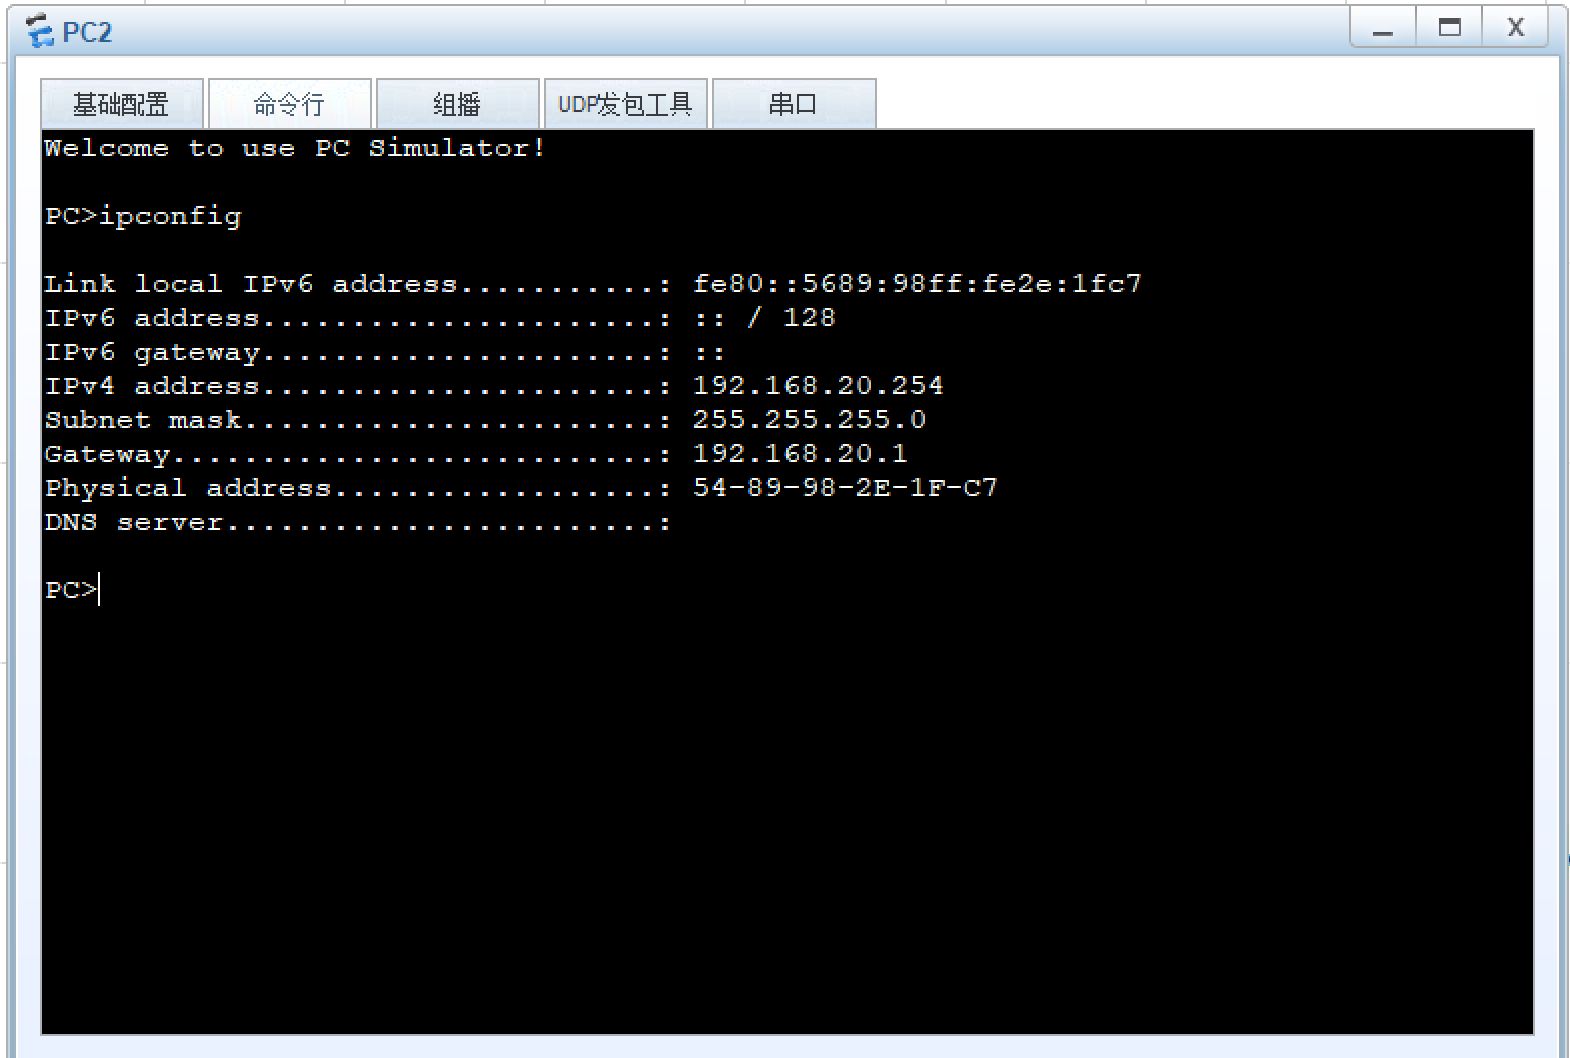 PC2
基础配置 命令行 组播 UDP发包工具 串口
Welcome to use PC Simulator!
PC>ipconfig
Link local IPv6 address...........: fe80::5689:98ff:fe2e:1fc7
IPv6 address......................: :: / 128
IPv6 gateway......................: ::
IPv4 address......................: 192.168.20.254
Subnet mask.......................: 255.255.255.0
Gateway...........................: 192.168.20.1
Physical address..................: 54-89-98-2E-1F-C7
DNS server........................:
PC>